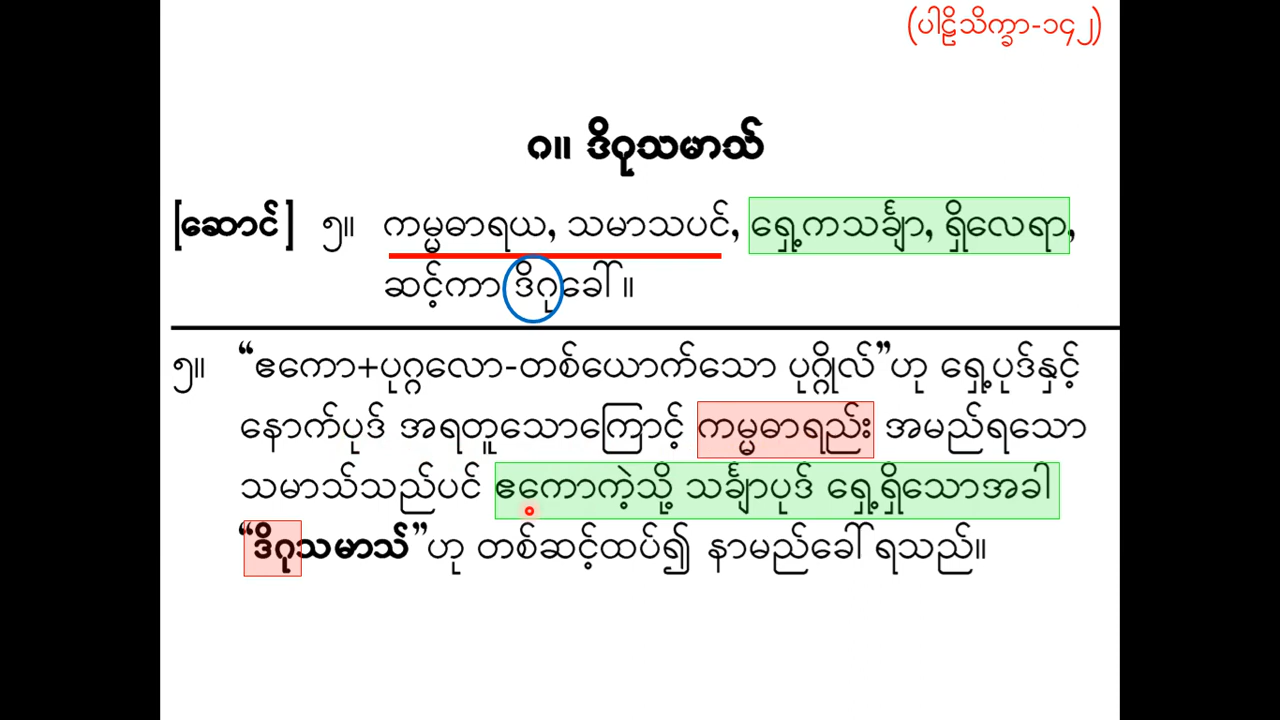 (ပါဠိသိက္ခာ-၁၄၂)
ဂ။ ဒိဂုသမာသ်
[ဆောင်] ၅။ ကမ္မဓာရယ, သမာသပင်, ရှေ့ကသင်္ချာ, ရှိလေရာ,
ဆင့်ကာ ဒိဂုခေါ်။
၅။ “ဧကော+ပုဂ္ဂလော-တစ်ယောက်သော ပုဂ္ဂိုလ်”ဟု ရှေ့ပုဒ်နှင့်
နောက်ပုဒ် အရတူသောကြောင့် ကမ္မဓာရည်း အမည်ရသော
သမာသ်သည်ပင် ဧကောကဲ့သို့ သင်္ချာပုဒ် ရှေ့ရှိသောအခါ
“ဒိဂုသမာသ်”ဟု တစ်ဆင့်ထပ်၍ နာမည်ခေါ်ရသည်။